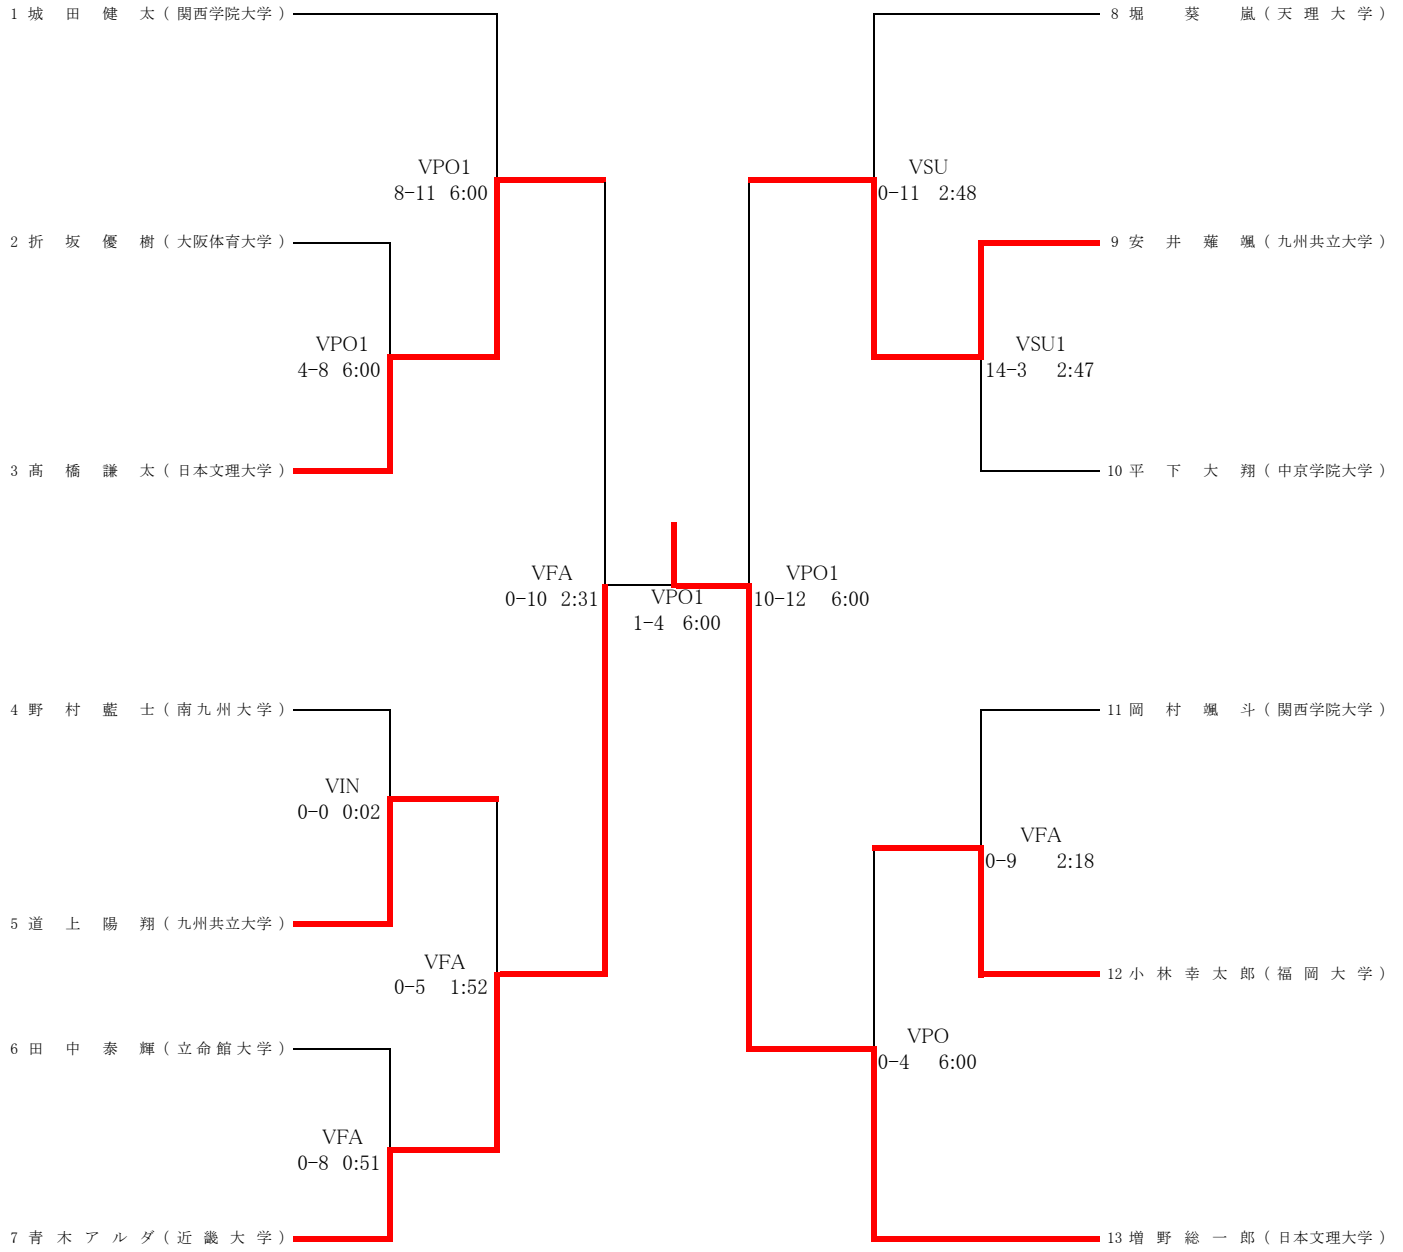 1 城田健太(関西学院大学)
8 堀葵嵐(天理大学)
VPO1
8-11 6:00
VSU
0-11 2:48
2 折坂優樹(大阪体育大学)
9 安井薙颯(九州共立大学)
VPO1
4-8 6:00
VSU1
14-3 2:47
3 髙橋謙太(日本文理大学)
10 平下大翔(中京学院大学)
VFA
0-10 2:31
VPO1
1-4 6:00
VPO1
10-12 6:00
4 野村藍士(南九州大学)
11 岡村颯斗(関西学院大学)
VIN
0-0 0:02
VFA
0-9 2:18
5 道上陽翔(九州共立大学)
VFA
0-5 1:52
12 小林幸太郎(福岡大学)
6 田中泰輝(立命館大学)
VPO
0-4 6:00
VFA
0-8 0:51
7 青木アルダ(近畿大学)
13 増野総一郎(日本文理大学)